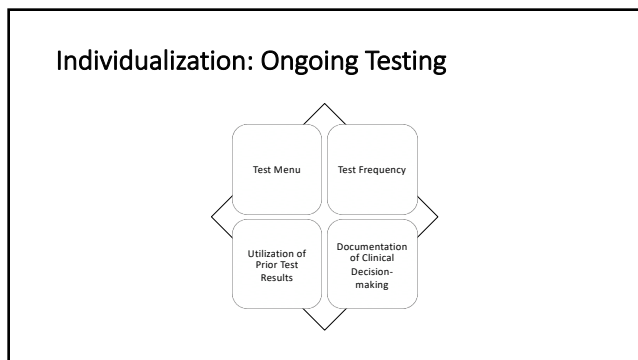 Individualization: Ongoing Testing
Test Menu
Test Frequency
Utilization of
Prior Test
Results
Documentation
of Clinical
Decision-
making